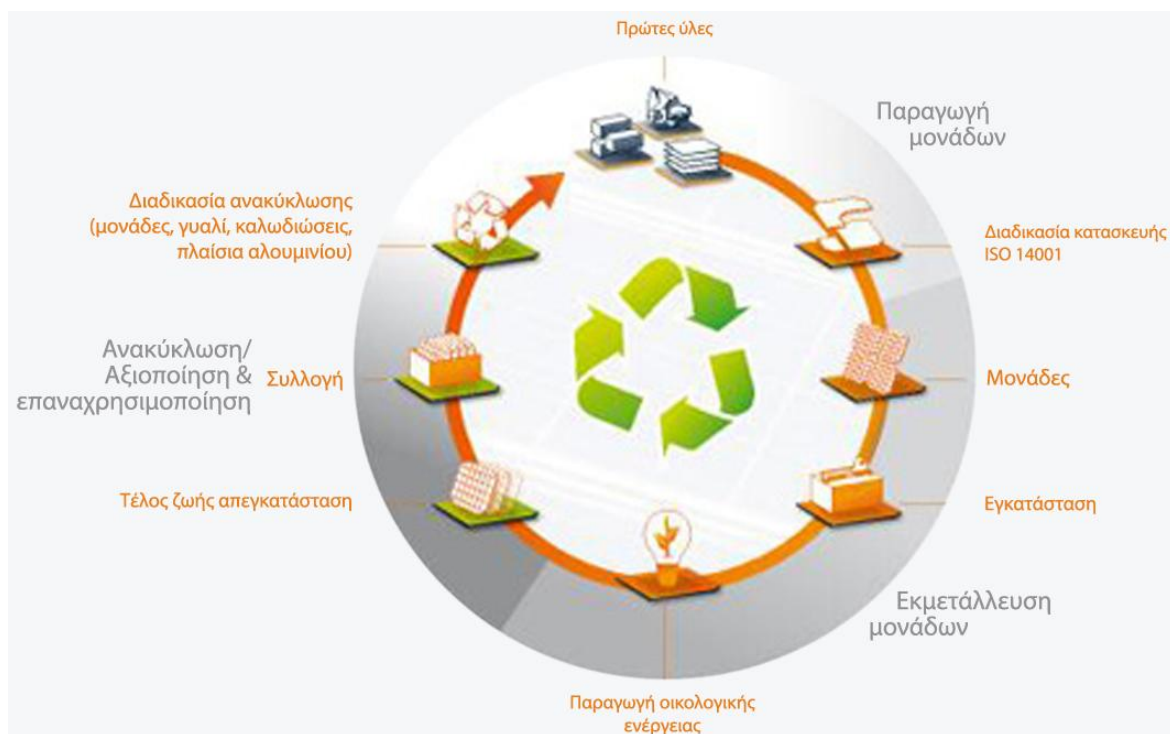 Πρώτες ύλες
Παραγωγή
μονάδων
Διαδικασία ανακύκλωσης
(μονάδες, γυαλί, καλωδιώσεις,
πλαίσια αλουμινίου)
Διαδικασία κατασκευής
ISO 14001
Ανακύκλωση/
Αξιοποίηση &
επαναχρησιμοποίηση
Συλλογή
Μονάδες
Τέλος ζωής απεγκατάσταση
Εγκατάσταση
Εκμετάλλευση
μονάδων
Παραγωγή οικολογικής
ενέργειας